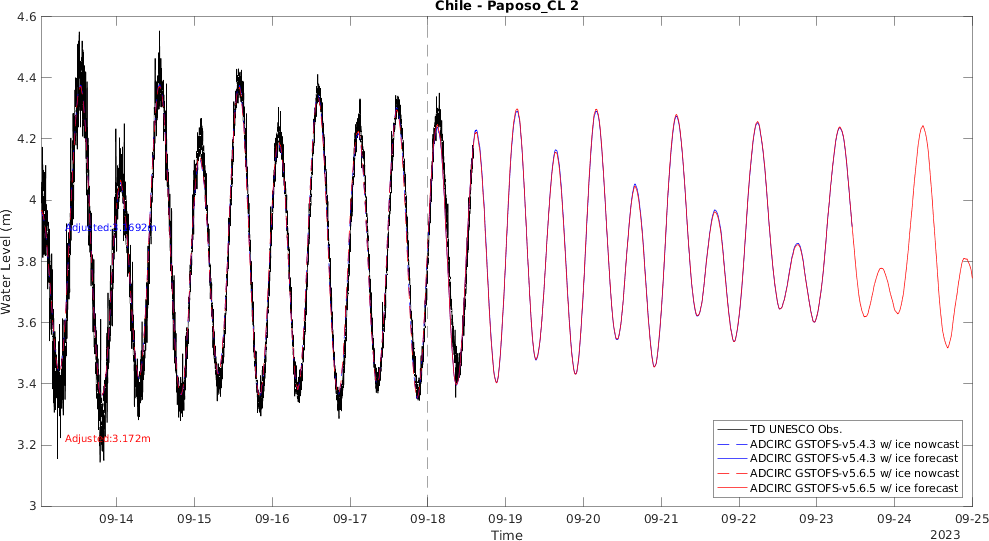 Chile - Paposo_CL 2
4.6
4.4
4.2
4
3.8
3.6
3.4
3.2
3
Water Level (m)
Adjusted:3.172m
TD UNESCO Obs.
ADCIRC GSTOFS-v5.4.3 w/ ice nowcast
ADCIRC GSTOFS-v5.4.3 w/ ice forecast
ADCIRC GSTOFS-v5.6.5 w/ ice nowcast
ADCIRC GSTOFS-v5.6.5 w/ ice forecast
09-14 09-15 09-16 09-17 09-18 09-19 09-20 09-21 09-22 09-23 09-24 09-25
Time
2023